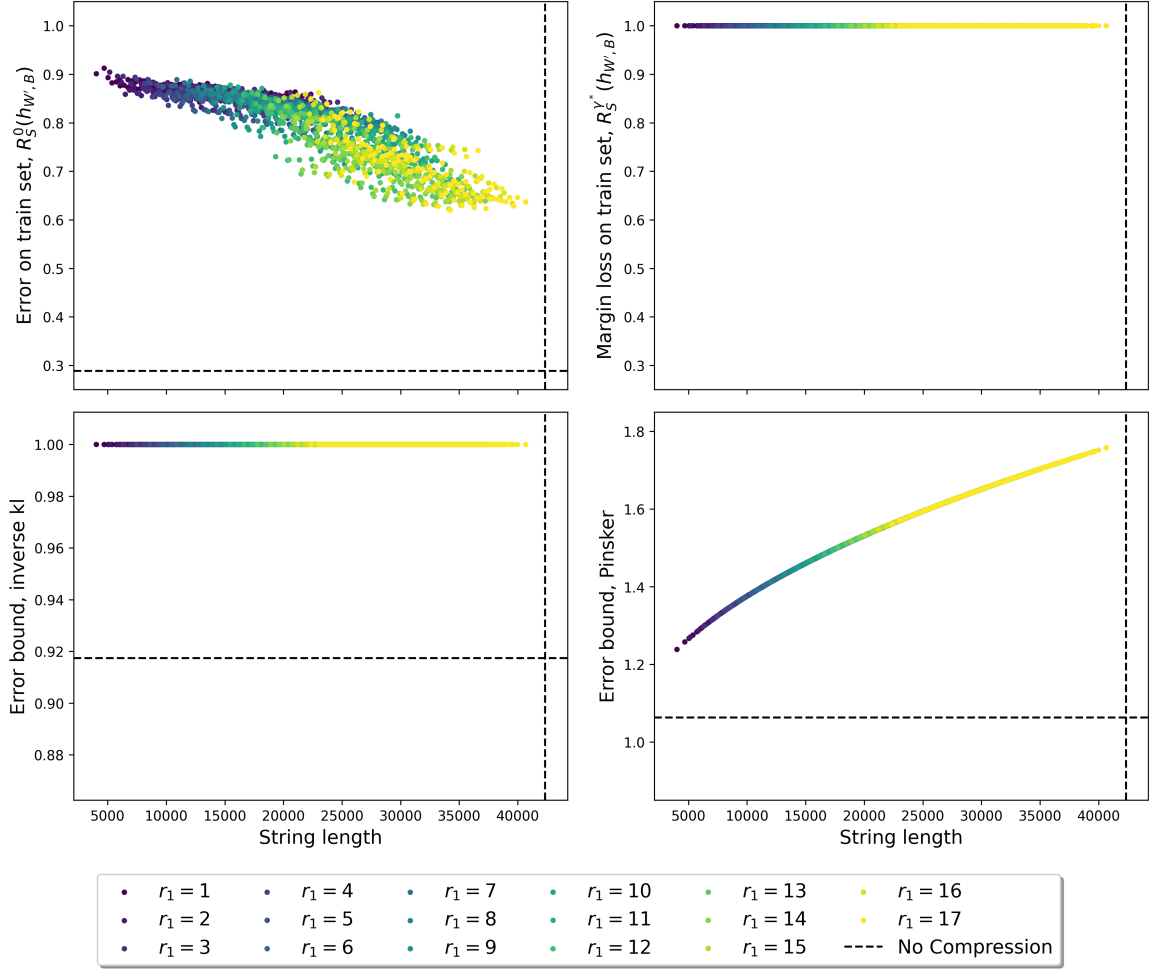 Error on train set, $R_S^0(h_{W',B})$
1.0
0.9
0.8
0.7
0.6
0.5
0.4
0.3
Margin loss on train set, $R_S^{\gamma^*}(h_{W',B})$
1.0
0.9
0.8
0.7
0.6
0.5
0.4
0.3
Error bound, inverse kl
1.00
0.98
0.96
0.94
0.92
0.90
0.88
5000 10000 15000 20000 25000 30000 35000 40000
String length
Error bound, Pinsker
1.8
1.6
1.4
1.2
1.0
5000 10000 15000 20000 25000 30000 35000 40000
String length
$r_1 = 1$ $r_1 = 4$ $r_1 = 7$ $r_1 = 10$ $r_1 = 13$ $r_1 = 16$
$r_1 = 2$ $r_1 = 5$ $r_1 = 8$ $r_1 = 11$ $r_1 = 14$ $r_1 = 17$
$r_1 = 3$ $r_1 = 6$ $r_1 = 9$ $r_1 = 12$ $r_1 = 15$ No Compression